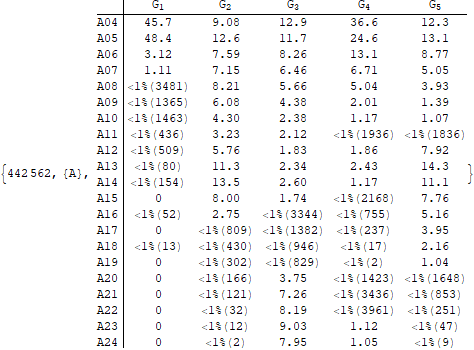 G₁ G₂ G₃ G₄ G₅
A04 45.7 9.08 12.9 36.6 12.3
A05 48.4 12.6 11.7 24.6 13.1
A06 3.12 7.59 8.26 13.1 8.77
A07 1.11 7.15 6.46 6.71 5.05
A08 <1%(3481) 8.21 5.66 5.04 3.93
A09 <1%(1365) 6.08 4.38 2.01 1.39
A10 <1%(1463) 4.30 2.38 1.17 1.07
A11 <1%(436) 3.23 2.12 <1%(1936) <1%(1836)
A12 <1%(509) 5.76 1.83 1.86 7.92
{442562, {A}, A13 <1%(80) 11.3 2.34 2.43 14.3 }
A14 <1%(154) 13.5 2.60 1.17 11.1
A15 0 8.00 1.74 <1%(2168) 7.76
A16 <1%(52) 2.75 <1%(3344) <1%(755) 5.16
A17 0 <1%(809) <1%(1382) <1%(237) 3.95
A18 <1%(13) <1%(430) <1%(946) <1%(17) 2.16
A19 0 <1%(302) <1%(829) <1%(2) 1.04
A20 0 <1%(166) 3.75 <1%(1423) <1%(1648)
A21 0 <1%(121) 7.26 <1%(3436) <1%(853)
A22 0 <1%(32) 8.19 <1%(3961) <1%(251)
A23 0 <1%(12) 9.03 1.12 <1%(47)
A24 0 <1%(2) 7.95 1.05 <1%(9)